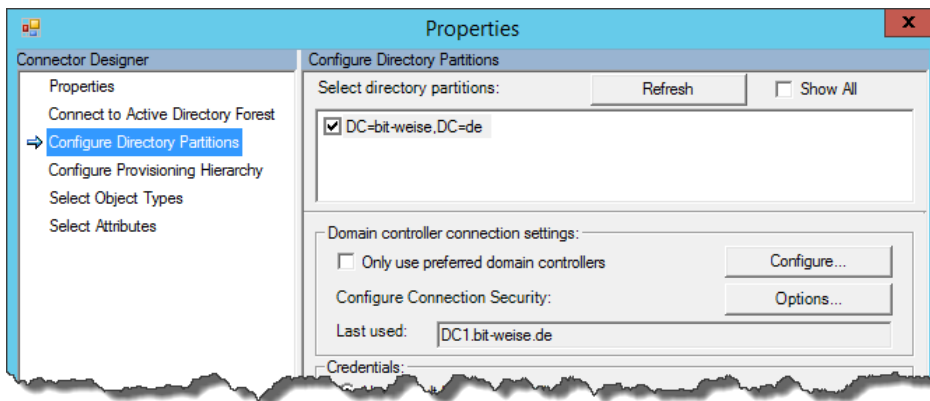 Properties
X
Connector Designer
Properties
Connect to Active Directory Forest
Configure Directory Partitions
Configure Provisioning Hierarchy
Select Object Types
Select Attributes
Configure Directory Partitions
Select directory partitions:
Refresh
Show All
DC=bit-weise,DC=de
Domain controller connection settings:
Only use preferred domain controllers
Configure...
Configure Connection Security:
Options...
Last used:
DC1.bit-weise.de
Credentials: